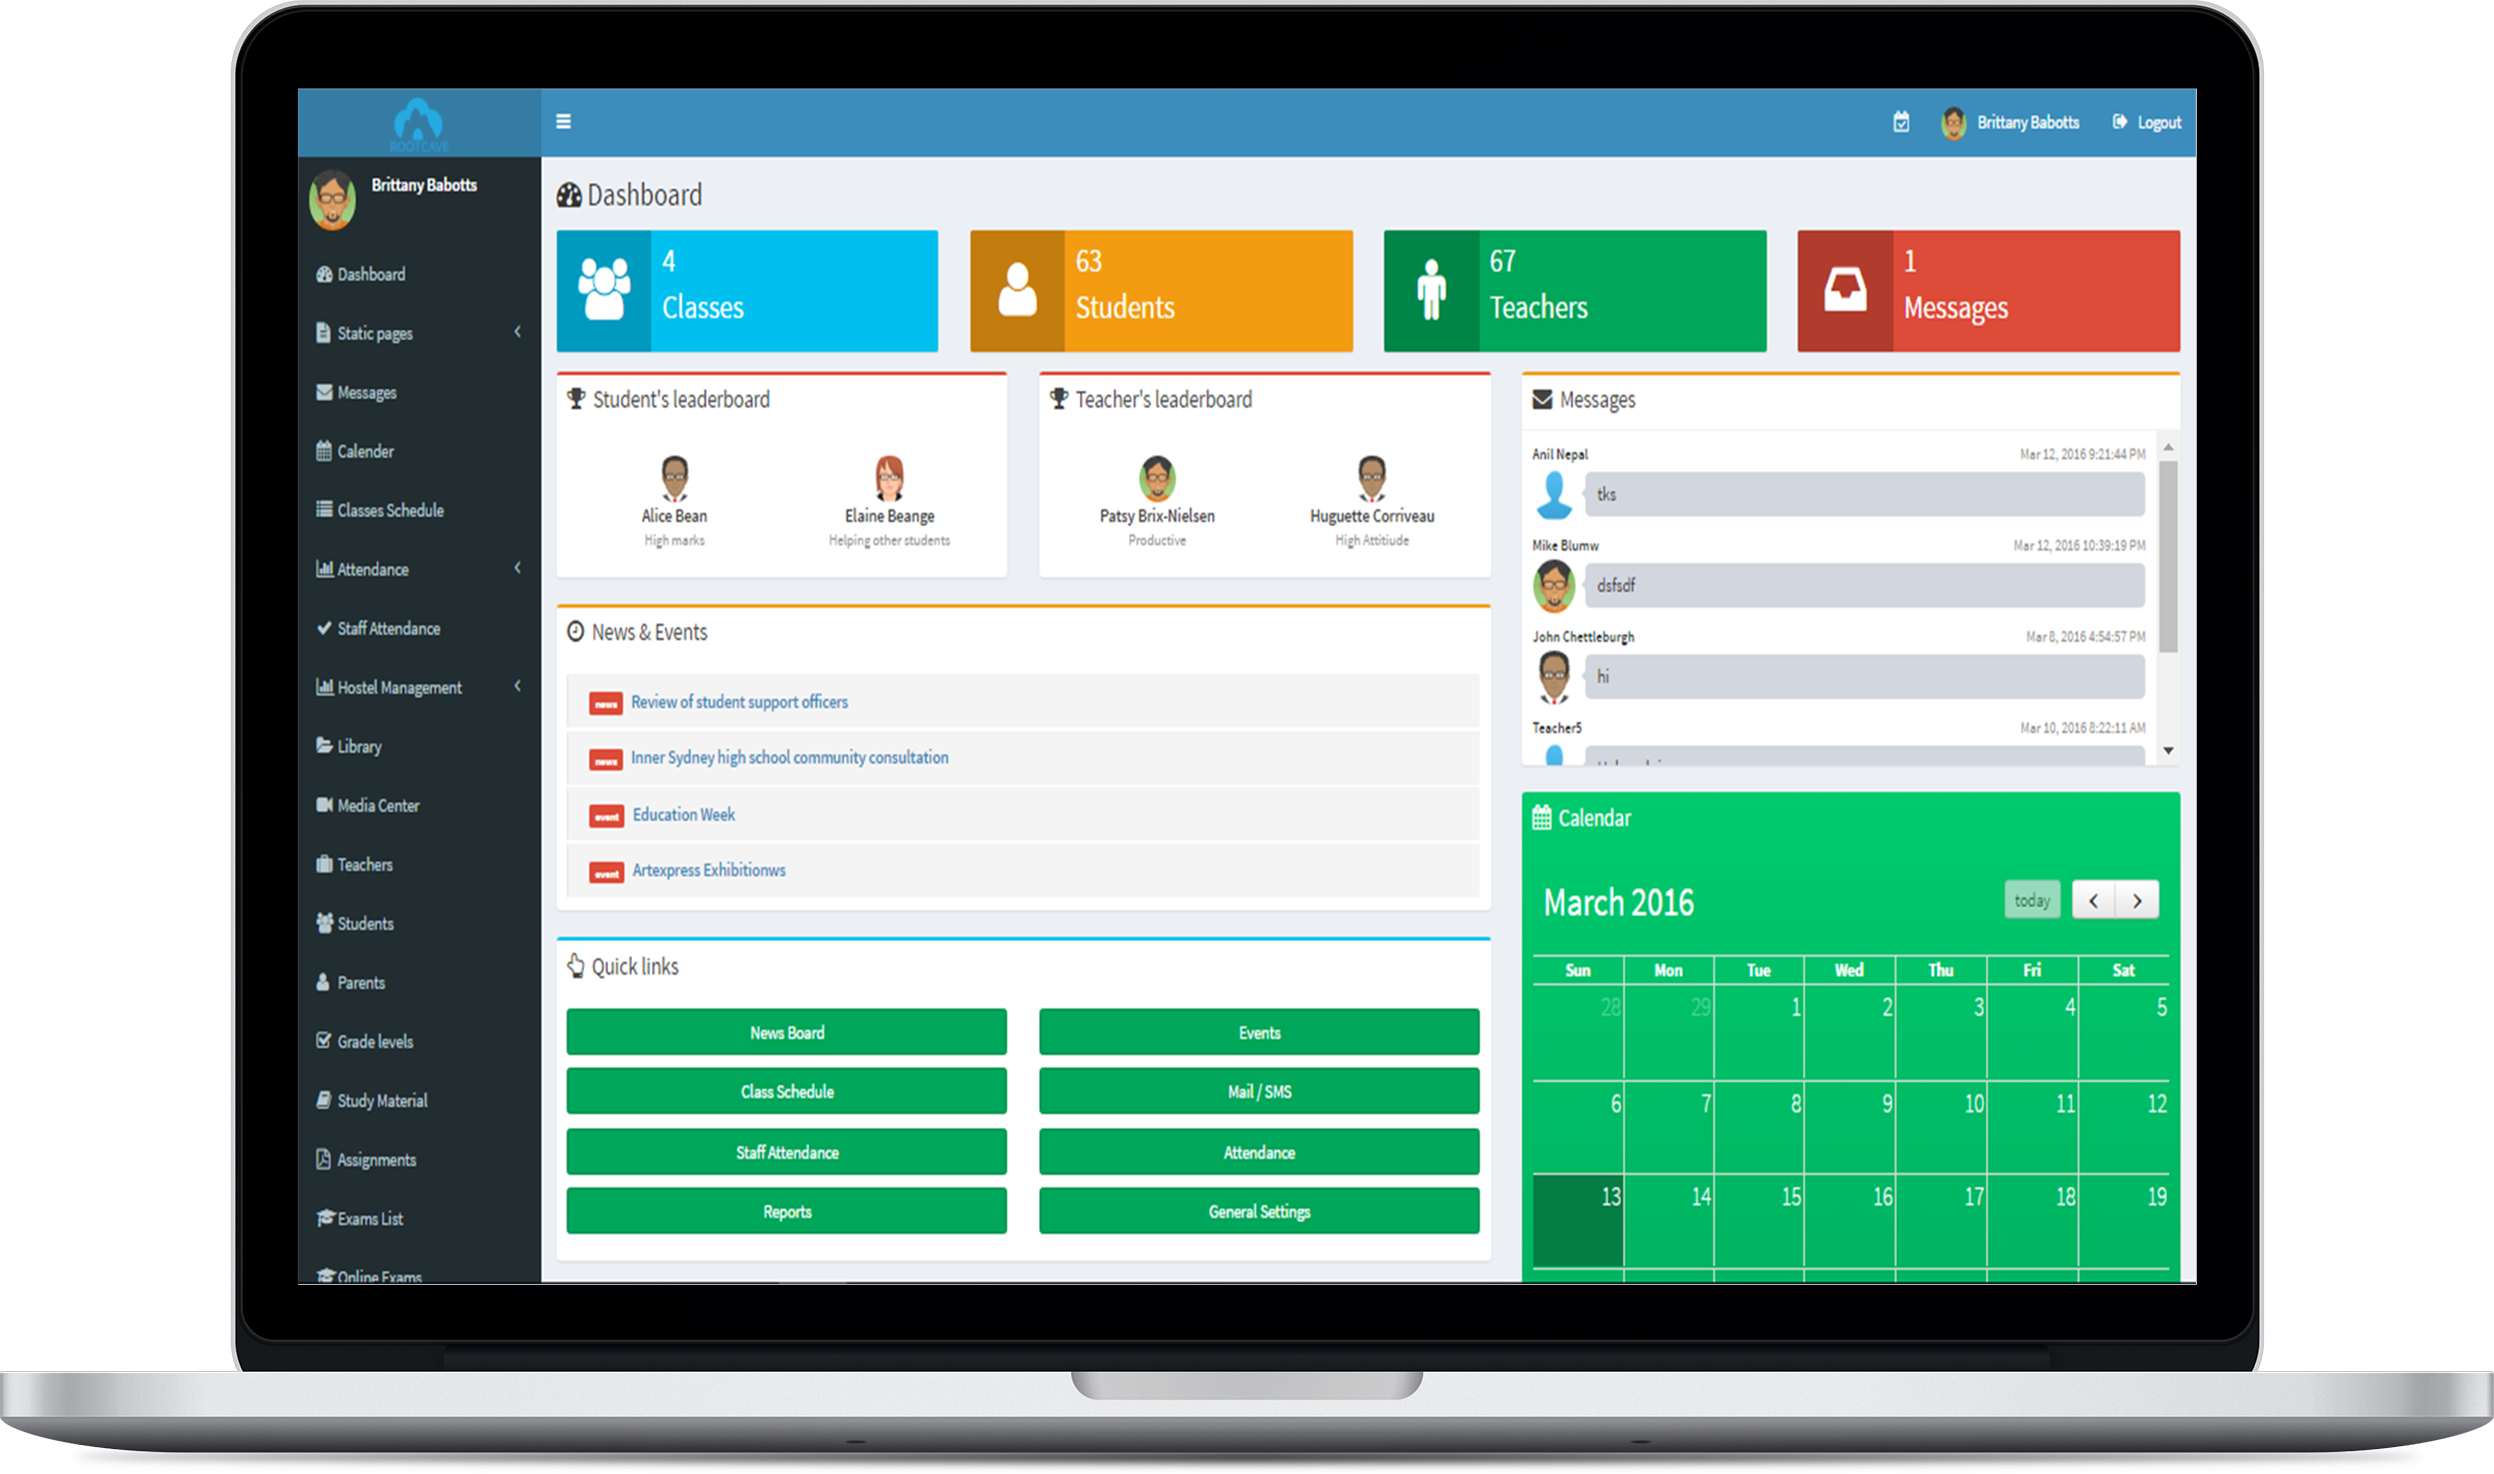 ROOTCAVE
Brittany Babotts
Logout
Brittany Babotts
Dashboard
Static pages
Messages
Calender
Classes Schedule
Attendance
Staff Attendance
Hostel Management
Library
Media Center
Teachers
Students
Parents
Grade levels
Study Material
Assignments
Exams List
Online Exams
Dashboard
4
Classes
63
Students
67
Teachers
1
Messages
Student's leaderboard
Alice Bean
High marks
Elaine Beange
Helping other students
Teacher's leaderboard
Patsy Brix-Nielsen
Productive
Huguette Corriveau
High Attitiude
News & Events
news Review of student support officers
news Inner Sydney high school community consultation
event Education Week
event Artexpress Exhibitionws
Quick links
News Board
Events
Class Schedule
Mail / SMS
Staff Attendance
Attendance
Reports
General Settings
Messages
Anil Nepal Mar 12, 2016 9:21:44 PM
tks
Mike Blumw Mar 12, 2016 10:39:19 PM
dsfsdf
John Chettleburgh Mar 8, 2016 4:54:57 PM
hi
Teacher5 Mar 10, 2016 8:22:11 AM
Calendar
March 2016
today
Sun Mon Tue Wed Thu Fri Sat
28 29 1 2 3 4 5
6 7 8 9 10 11 12
13 14 15 16 17 18 19